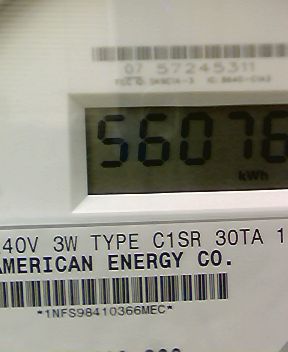 07 57245311
56076
kWh
40V 3W TYPE C1SR 30TA 1
AMERICAN ENERGY CO.
*1NFS98410366MEC*